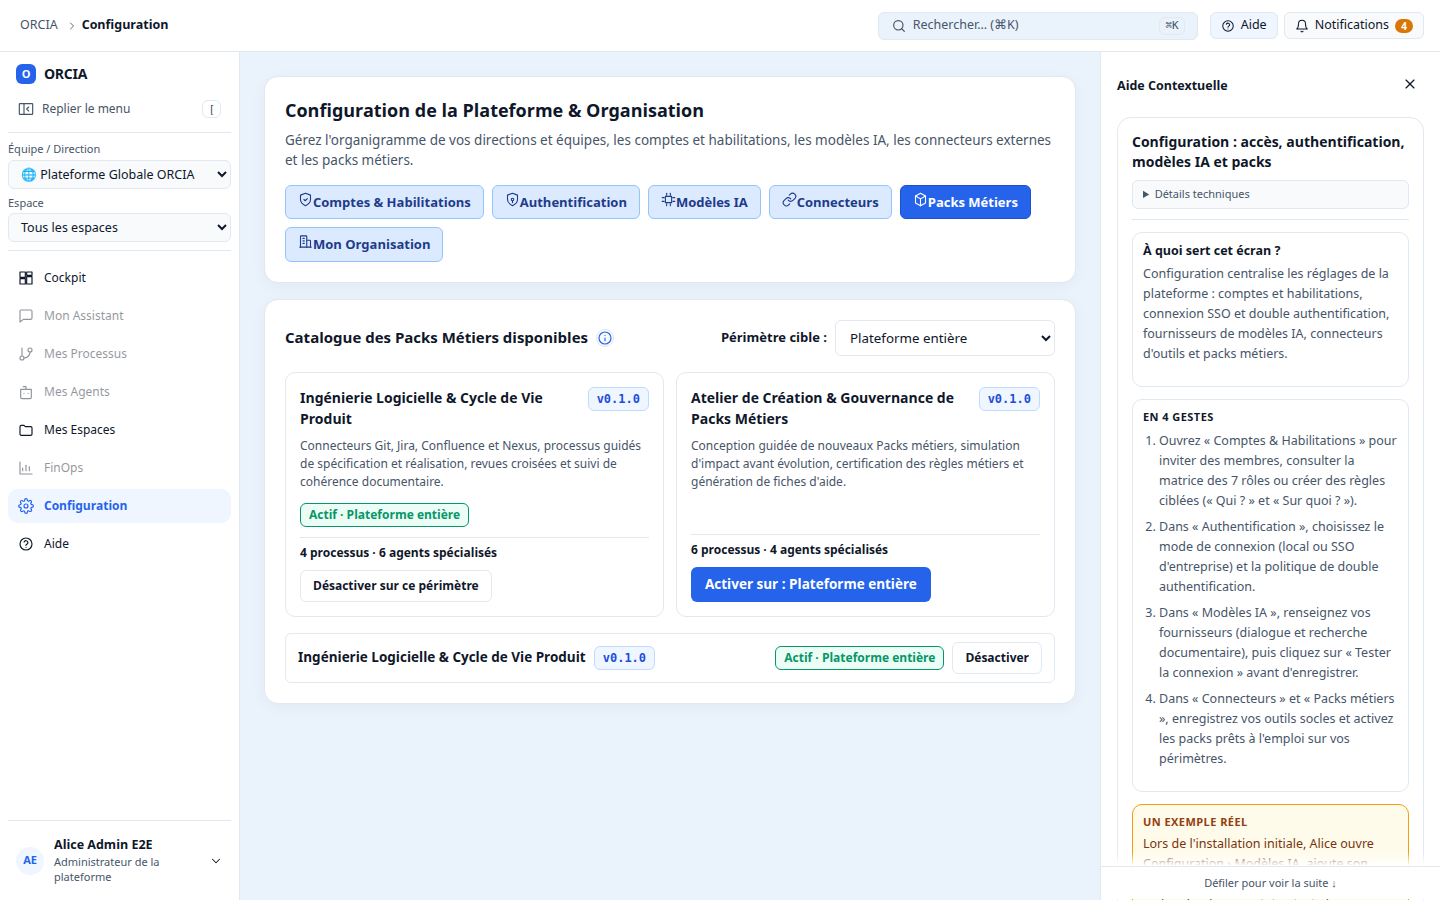 ORCIA
Configuration
Rechercher... (⌘K)
⌘K
Aide
Notifications
4
O
ORCIA
Replier le menu
[
Équipe / Direction
🌐 Plateforme Globale ORCIA
Espace
Tous les espaces
Cockpit
Mon Assistant
Mes Processus
Mes Agents
Mes Espaces
FinOps
Configuration
Aide
AE
Alice Admin E2E
Administrateur de la
plateforme
Configuration de la Plateforme & Organisation
Gérez l'organigramme de vos directions et équipes, les comptes et habilitations, les modèles IA, les connecteurs externes
et les packs métiers.
Comptes & Habilitations
Authentification
Modèles IA
Connecteurs
Packs Métiers
Mon Organisation
Catalogue des Packs Métiers disponibles
Périmètre cible :
Plateforme entière
Ingénierie Logicielle & Cycle de Vie
Produit
v0.1.0
Connecteurs Git, Jira, Confluence et Nexus, processus guidés
de spécification et réalisation, revues croisées et suivi de
cohérence documentaire.
Actif · Plateforme entière
4 processus · 6 agents spécialisés
Désactiver sur ce périmètre
Atelier de Création & Gouvernance de
Packs Métiers
v0.1.0
Conception guidée de nouveaux Packs métiers, simulation
d'impact avant évolution, certification des règles métiers et
génération de fiches d'aide.
6 processus · 4 agents spécialisés
Activer sur : Plateforme entière
Ingénierie Logicielle & Cycle de Vie Produit
v0.1.0
Actif · Plateforme entière
Désactiver
Aide Contextuelle
Configuration : accès, authentification,
modèles IA et packs
Détails techniques
À quoi sert cet écran ?
Configuration centralise les réglages de la
plateforme : comptes et habilitations,
connexion SSO et double authentification,
fournisseurs de modèles IA, connecteurs
d'outils et packs métiers.
EN 4 GESTES
1. Ouvrez « Comptes & Habilitations » pour
inviter des membres, consulter la
matrice des 7 rôles ou créer des règles
ciblées (« Qui ? » et « Sur quoi ? »).
2. Dans « Authentification », choisissez le
mode de connexion (local ou SSO
d'entreprise) et la politique de double
authentification.
3. Dans « Modèles IA », renseignez vos
fournisseurs (dialogue et recherche
documentaire), puis cliquez sur « Tester
la connexion » avant d'enregistrer.
4. Dans « Connecteurs » et « Packs métiers
», enregistrez vos outils socles et activez
les packs prêts à l'emploi sur vos
périmètres.
UN EXEMPLE RÉEL
Lors de l'installation initiale, Alice ouvre
Configuration · Modèles IA, ajoute son
Défiler pour voir la suite ↓